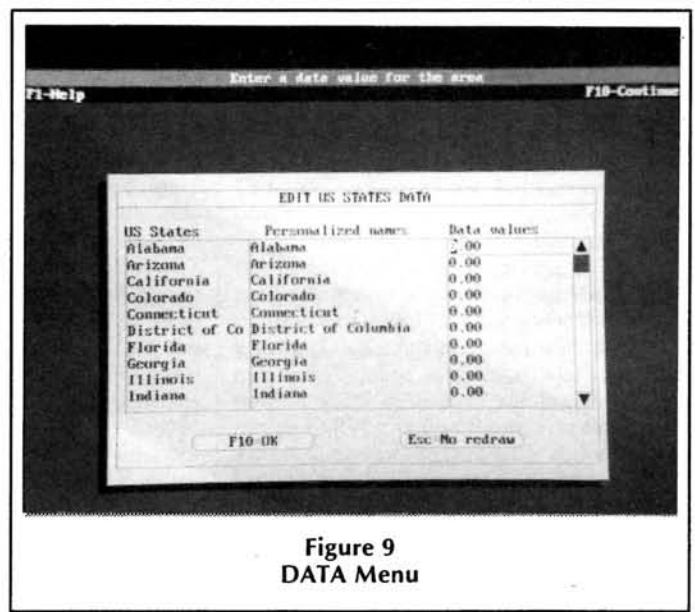 Enter a data value for the area
F1-Help F10-Continue
EDIT US STATES DATA
US States Personalized names Data values
Alabama Alabama .00
Arizona Arizona 0.00
California California 0.00
Colorado Colorado 0.00
Connecticut Connecticut 0.00
District of Co District of Columbia 0.00
Florida Florida 0.00
Georgia Georgia 0.00
Illinois Illinois 0.00
Indiana Indiana 0.00
F10 OK Esc No redraw
Figure 9
DATA Menu